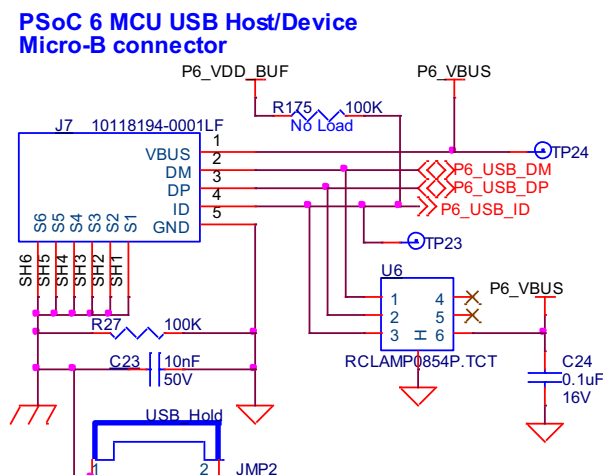 PSoC 6 MCU USB Host/Device
Micro-B connector
P6_VDD_BUF
P6_VBUS
R175 100K
No Load
J7 10118194-0001LF
1
VBUS
TP24
2
DM
P6_USB_DM
3
DP
P6_USB_DP
4
ID
P6_USB_ID
5
GND
S6 S5 S4 S3 S2 S1
TP23
SH6 SH5 SH4 SH3 SH2 SH1
U6
P6_VBUS
1 4
2 5
3 H 6
R27 100K
RCLAMP0854P.TCT
C23 10nF
50V
C24
0.1uF
16V
USB_Hold
1 2 JMP2